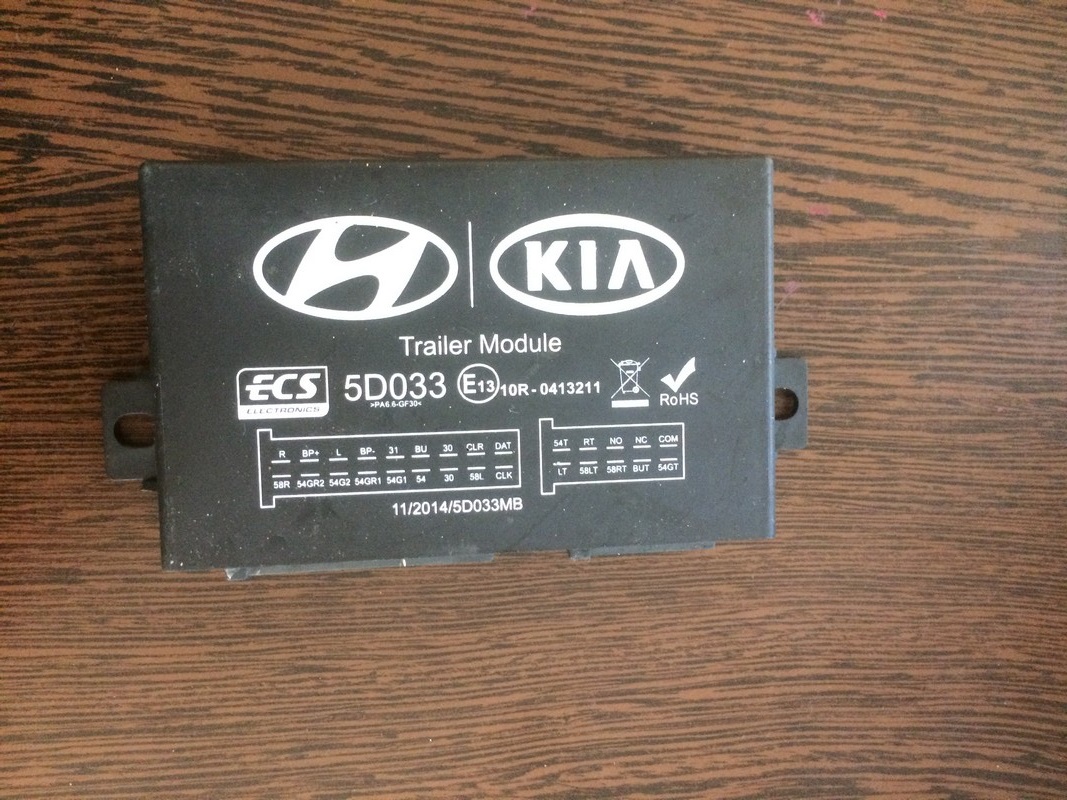 KIA
Trailer Module
ECS ELECTRONICS 5D033 >PA6.6-GF30< E13 10R - 0413211 RoHS
R BP+ L BP- 31 BU 30 CLR DAT
58R 54GR2 54G2 54GR1 54G1 54 30 58L CLK
54T RT NO NC COM
LT 58LT 58RT BUT 54GT
11/2014/5D033MB